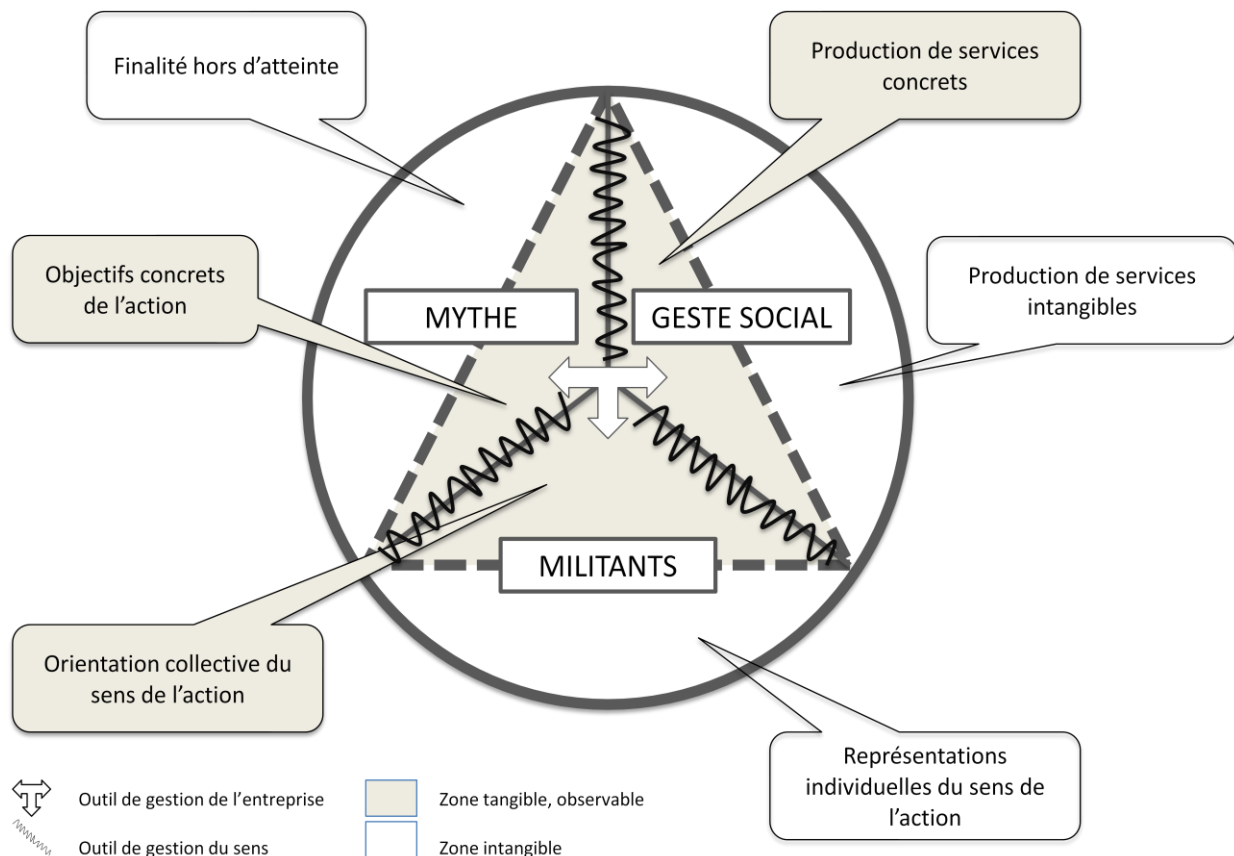 Finalité hors d'atteinte
Production de services
concrets
Objectifs concrets
de l'action
MYTHE
GESTE SOCIAL
Production de services
intangibles
MILITANTS
Orientation collective du
sens de l'action
Représentations
individuelles du sens de
l'action
Outil de gestion de l'entreprise
Zone tangible, observable
Outil de gestion du sens
Zone intangible